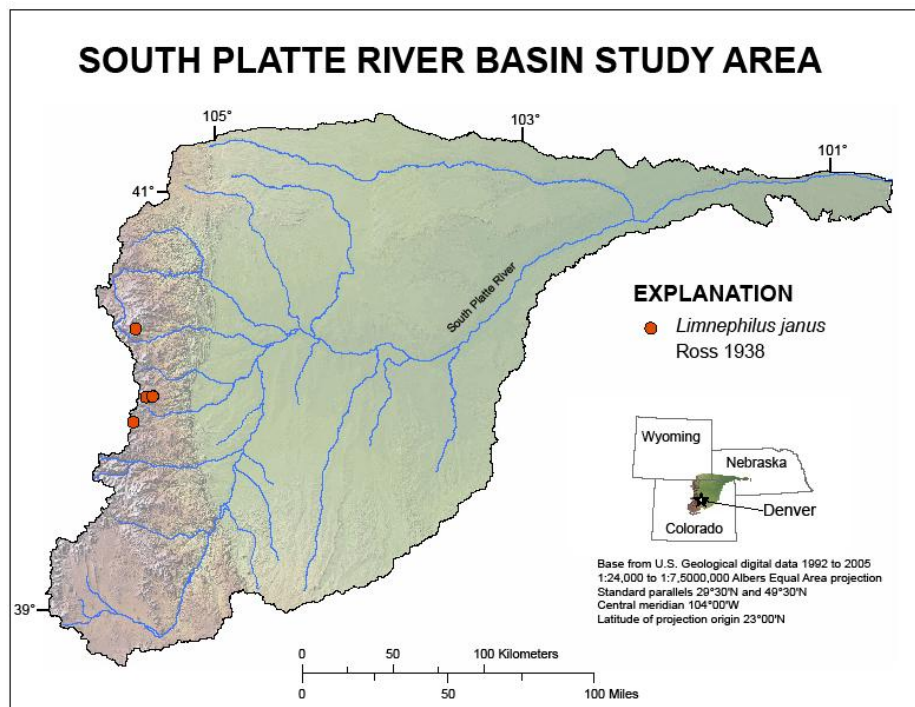 SOUTH PLATTE RIVER BASIN STUDY AREA
105°
103°
101°
41°
South Platte River
EXPLANATION
Limnephilus janus
Ross 1938
Wyoming
Nebraska
Denver
Colorado
Base from U.S. Geological digital data 1992 to 2005
1:24,000 to 1:7,5000,000 Albers Equal Area projection
Standard parallels 29°30'N and 49°30'N
Central meridian 104°00'W
Latitude of projection origin 23°00'N
39°
0 50 100 Kilometers
0 50 100 Miles